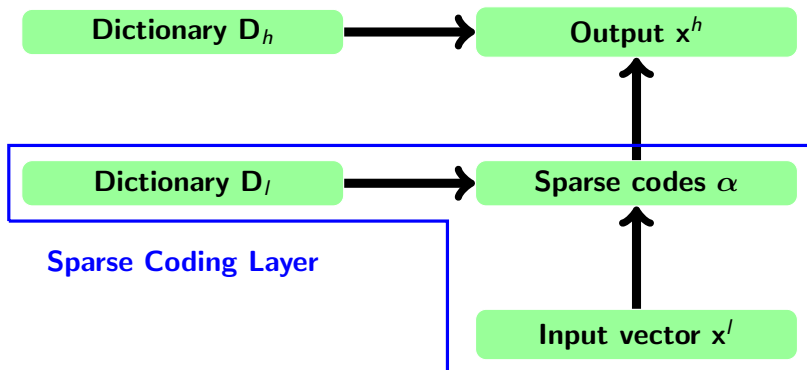 Dictionary D_h
Output x^h
Dictionary D_l
Sparse codes α
Sparse Coding Layer
Input vector x^l